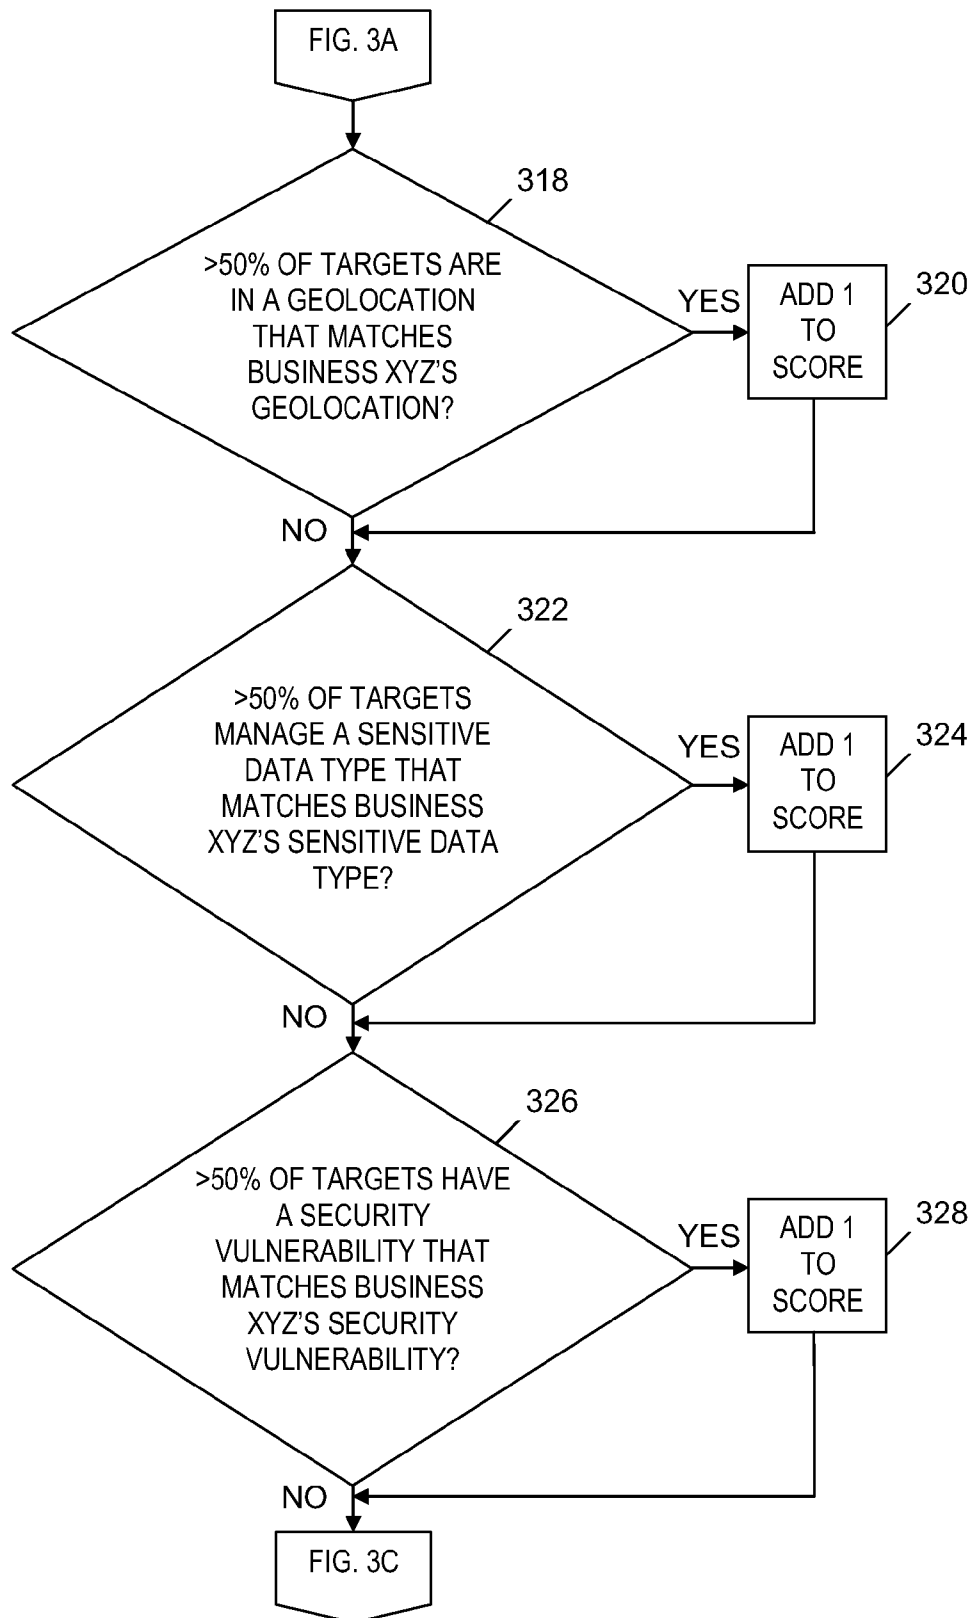 FIG. 3A
318
>50% OF TARGETS ARE
IN A GEOLOCATION
THAT MATCHES
BUSINESS XYZ'S
GEOLOCATION?
YES
ADD 1
TO
SCORE
320
NO
322
>50% OF TARGETS
MANAGE A SENSITIVE
DATA TYPE THAT
MATCHES BUSINESS
XYZ'S SENSITIVE DATA
TYPE?
YES
ADD 1
TO
SCORE
324
NO
326
>50% OF TARGETS HAVE
A SECURITY
VULNERABILITY THAT
MATCHES BUSINESS
XYZ'S SECURITY
VULNERABILITY?
YES
ADD 1
TO
SCORE
328
NO
FIG. 3C